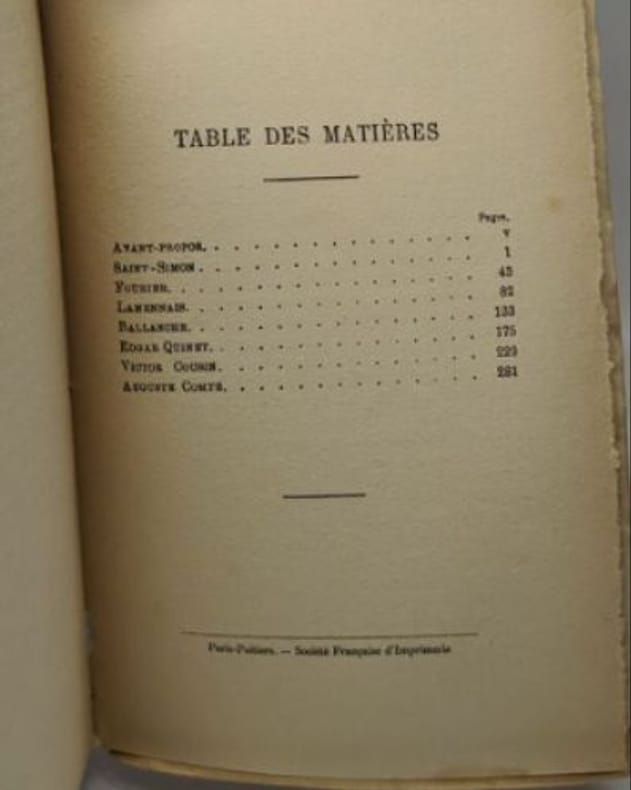 TABLE DES MATIÈRES
Pages.
AVANT-PROPOS. . . . . . . . . . . . . . . V
SAINT-SIMON . . . . . . . . . . . . . . . 1
FOURIER. . . . . . . . . . . . . . . . 43
LAMENNAIS. . . . . . . . . . . . . . . 82
BALLANCHE. . . . . . . . . . . . . . . 133
EDGAR QUINET. . . . . . . . . . . . . . 175
VICTOR COUSIN. . . . . . . . . . . . . . 229
AUGUSTE COMTE. . . . . . . . . . . . . . 281
Paris-Poitiers. — Société Française d'Imprimerie